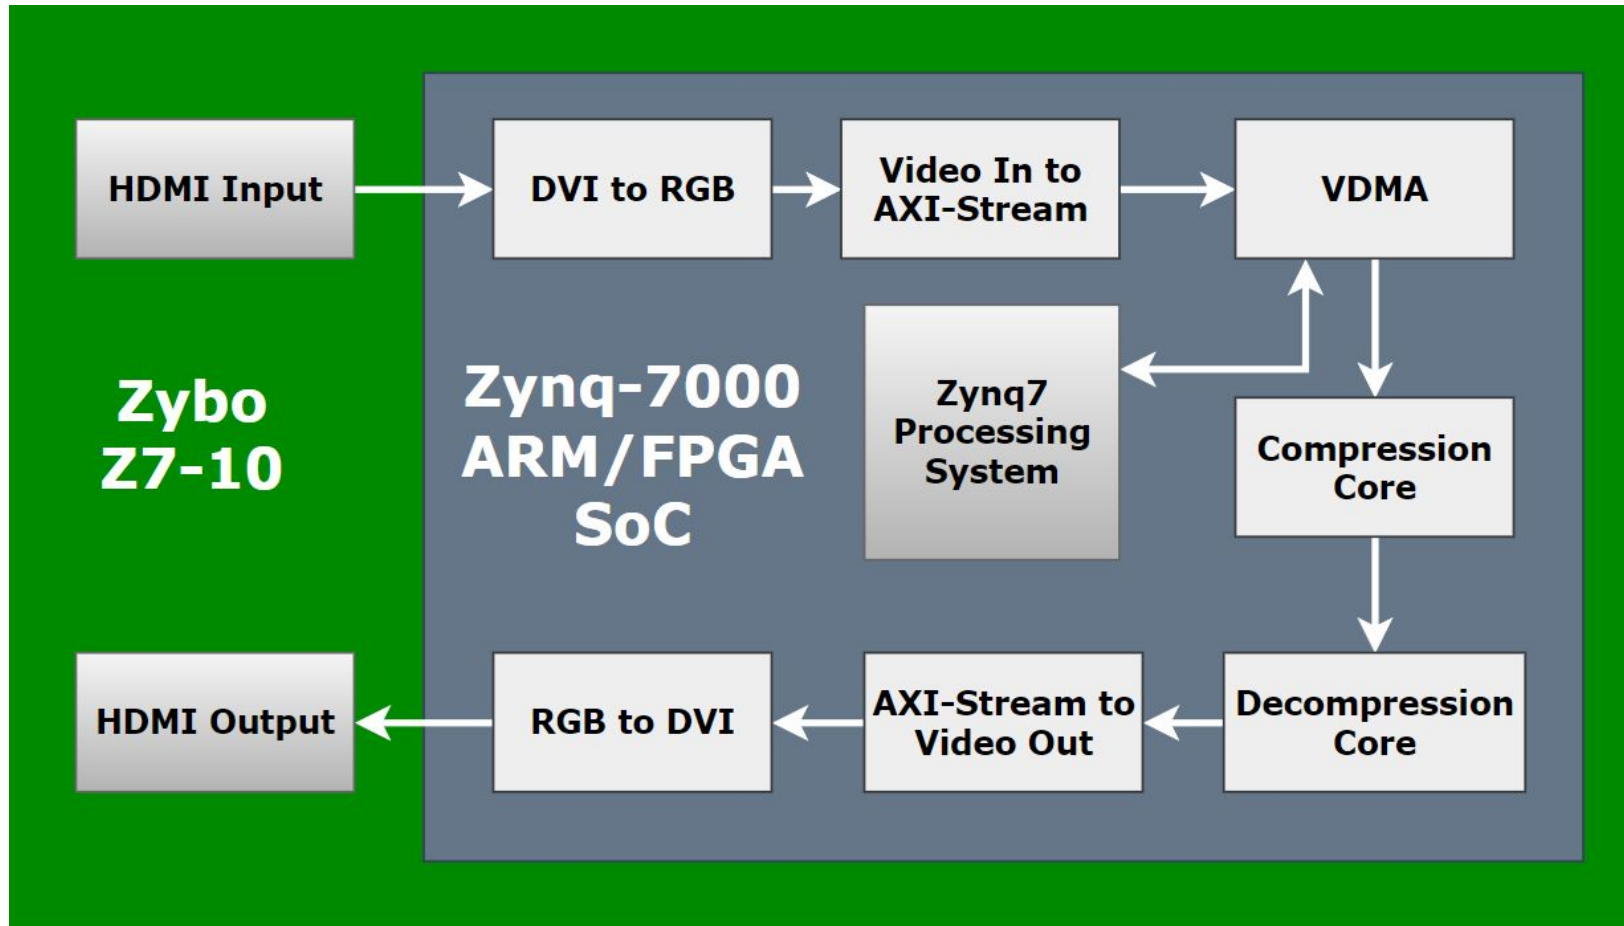 HDMI Input
DVI to RGB
Video In to
AXI-Stream
VDMA
Zybo
Z7-10
Zynq-7000
ARM/FPGA
SoC
Zynq7
Processing
System
Compression
Core
HDMI Output
RGB to DVI
AXI-Stream to
Video Out
Decompression
Core